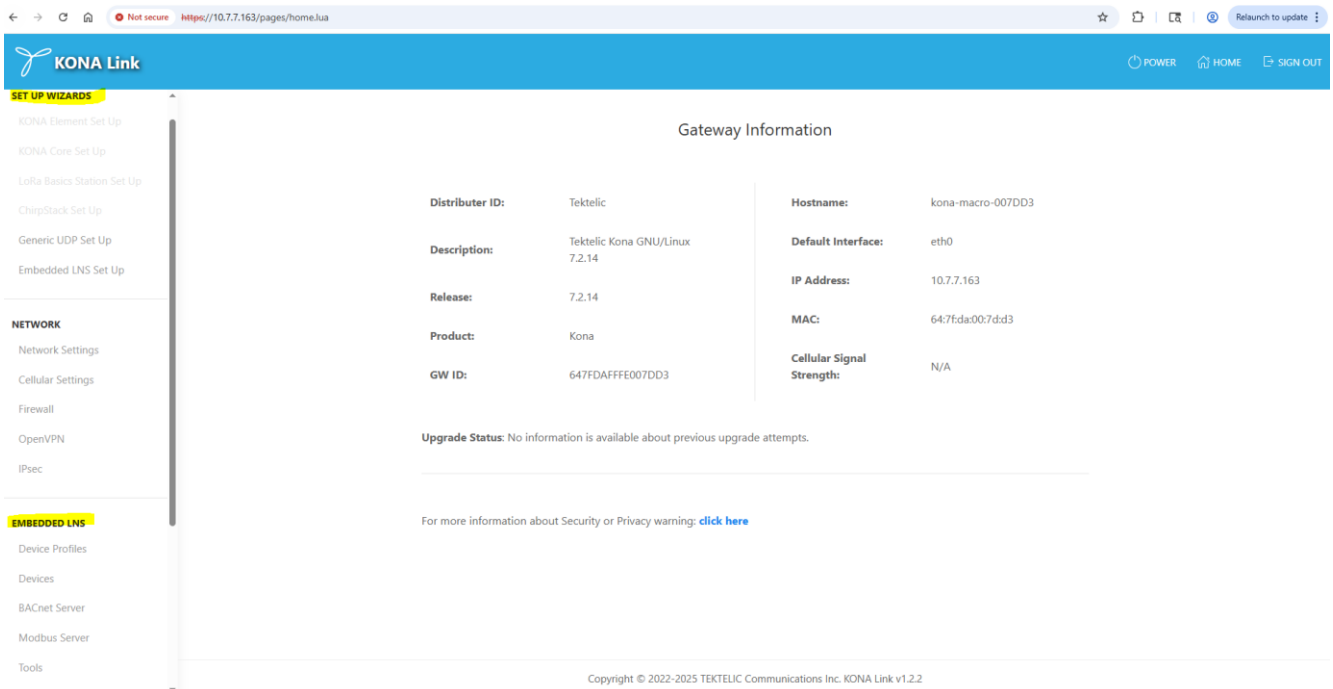 Not secure https://10.7.7.163/pages/home.lua Relaunch to update
KONA Link POWER HOME SIGN OUT
SET UP WIZARDS
KONA Element Set Up
KONA Core Set Up
LoRa Basics Station Set Up
ChirpStack Set Up
Generic UDP Set Up
Embedded LNS Set Up
NETWORK
Network Settings
Cellular Settings
Firewall
OpenVPN
IPsec
EMBEDDED LNS
Device Profiles
Devices
BACnet Server
Modbus Server
Tools
Gateway Information
Distributer ID: Tektelic
Description: Tektelic Kona GNU/Linux
7.2.14
Release: 7.2.14
Product: Kona
GW ID: 647FDAFFFE007DD3
Hostname: kona-macro-007DD3
Default Interface: eth0
IP Address: 10.7.7.163
MAC: 64:7f:da:00:7d:d3
Cellular Signal
Strength: N/A
Upgrade Status: No information is available about previous upgrade attempts.
For more information about Security or Privacy warning: click here
Copyright © 2022-2025 TEKTELIC Communications Inc. KONA Link v1.2.2